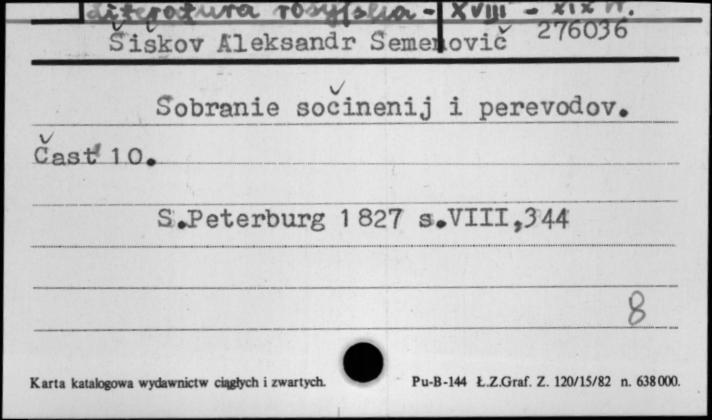 Literatura rosyjska - XVIII - XIX w.
Šiskov Aleksandr Semenovič 276036
Sobranie sočinenij i perevodov.
Čast' 10.
S.Peterburg 1827 s.VIII,344
8
Karta katalogowa wydawnictw ciągłych i zwartych. Pu-B-144 Ł.Z.Graf. Z. 120/15/82 n. 638000.